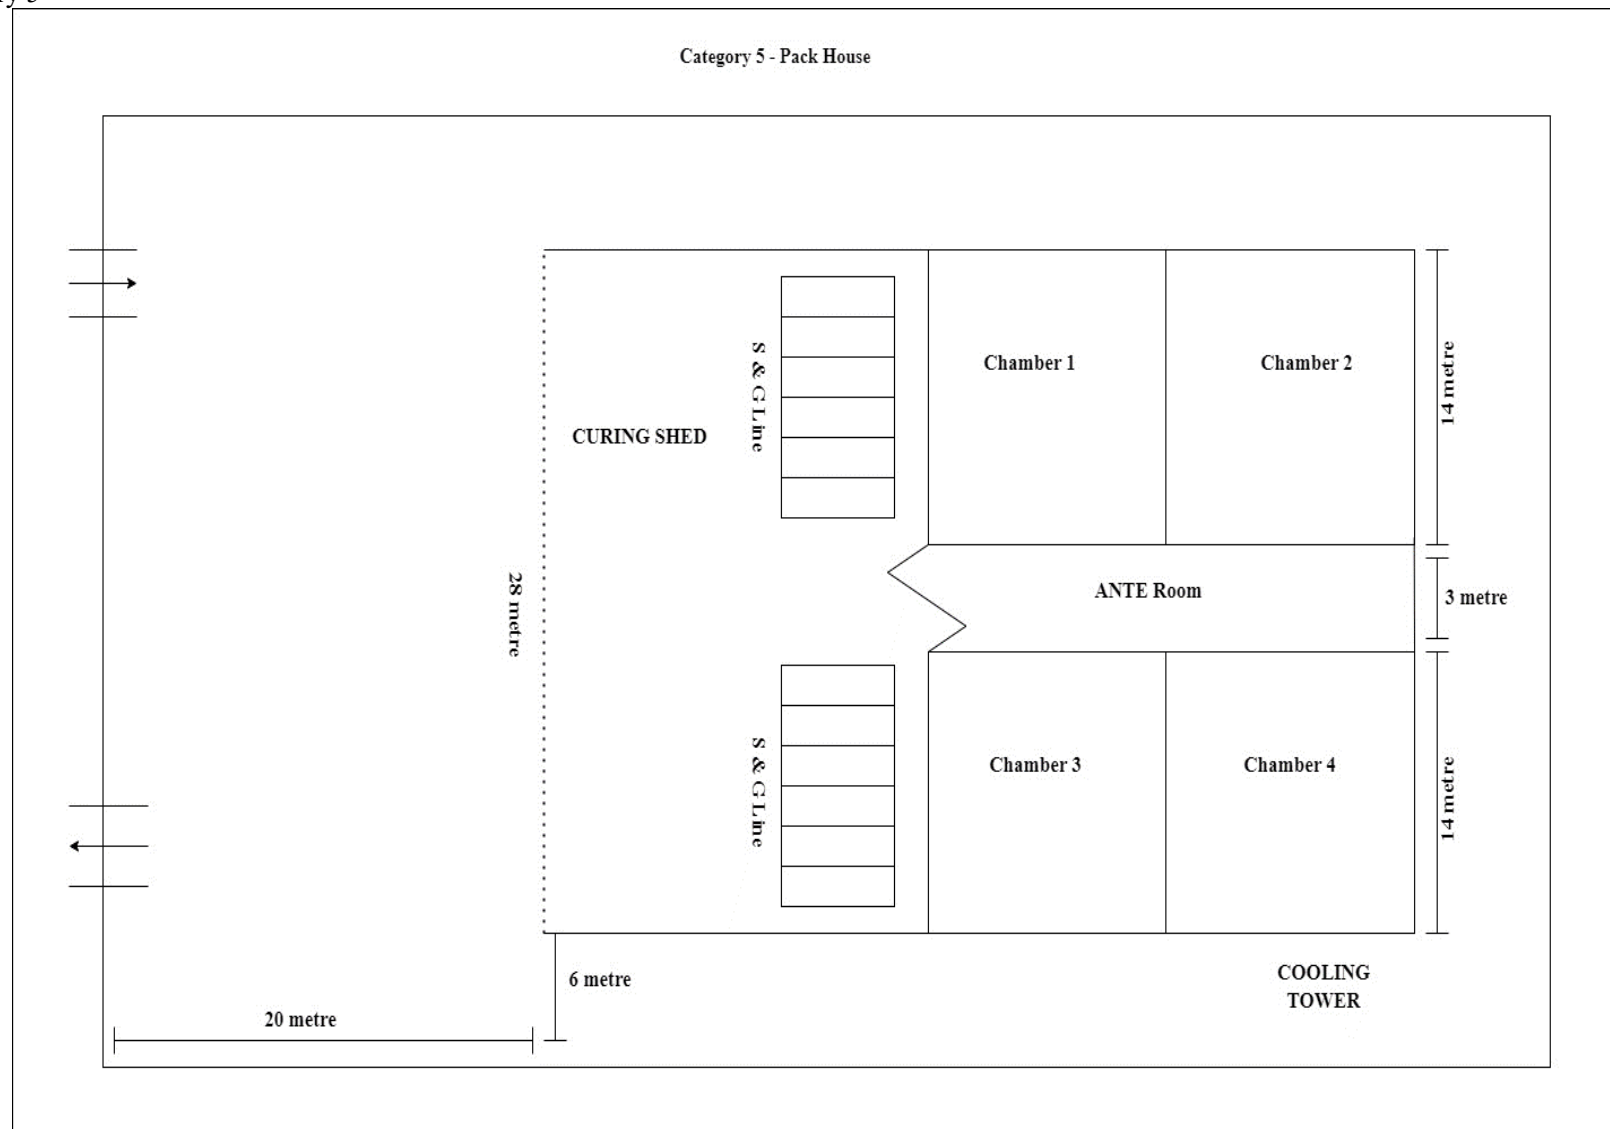 Category 5 - Pack House
Chamber 1
Chamber 2
14 metre
S & G Line
CURING SHED
28 metre
ANTE Room
3 metre
S & G Line
Chamber 3
Chamber 4
14 metre
6 metre
COOLING
TOWER
20 metre